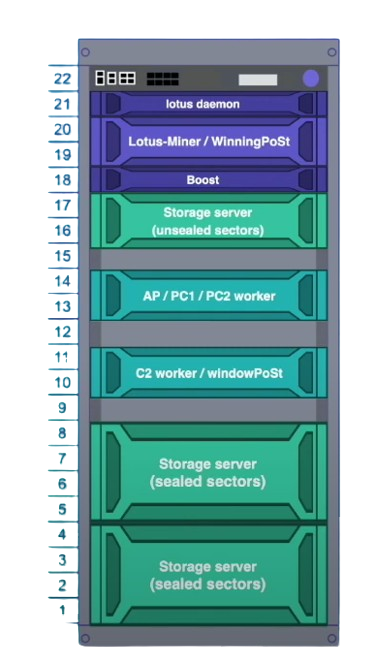 22
21
lotus daemon
20
19
Lotus-Miner / WinningPoSt
18
Boost
17
16
Storage server
(unsealed sectors)
15
14
13
AP / PC1 / PC2 worker
12
11
10
C2 worker / windowPoSt
9
8
7
6
5
Storage server
(sealed sectors)
4
3
2
1
Storage server
(sealed sectors)